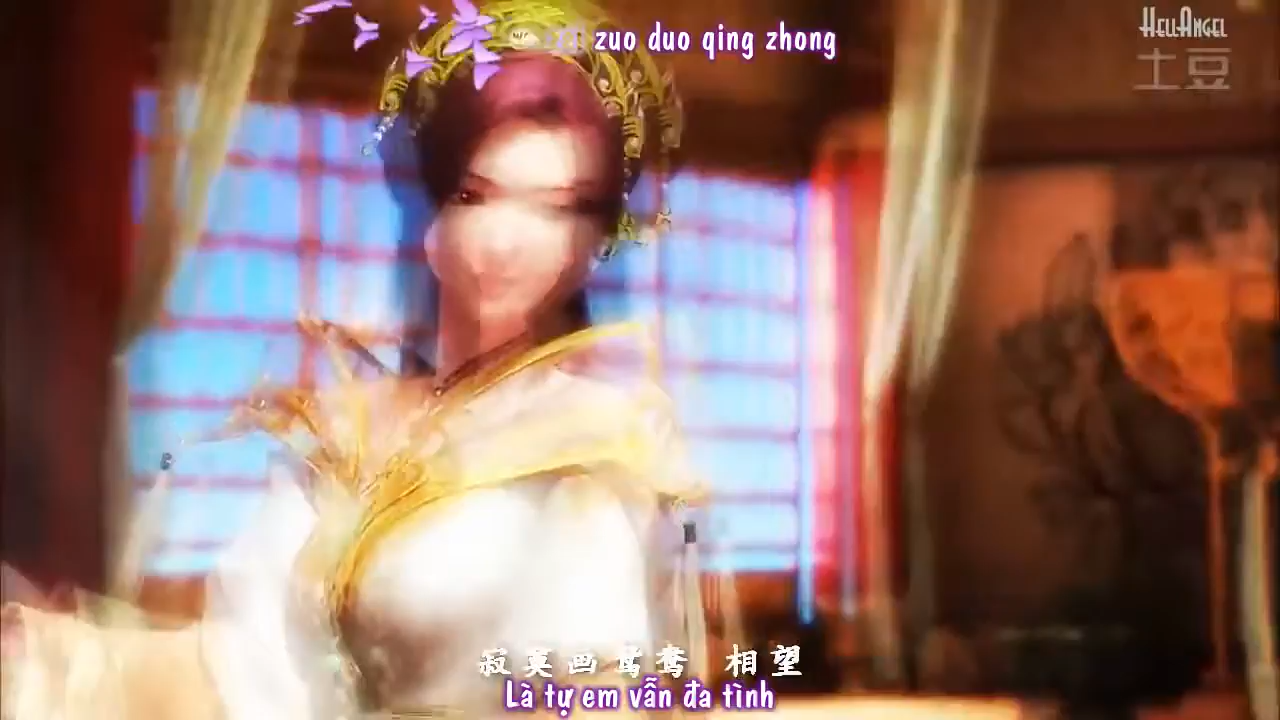 zuo duo qing zhong
HELLANGEL
土豆
寂寞画鸳鸯 相望
Là tự em vẫn đa tình